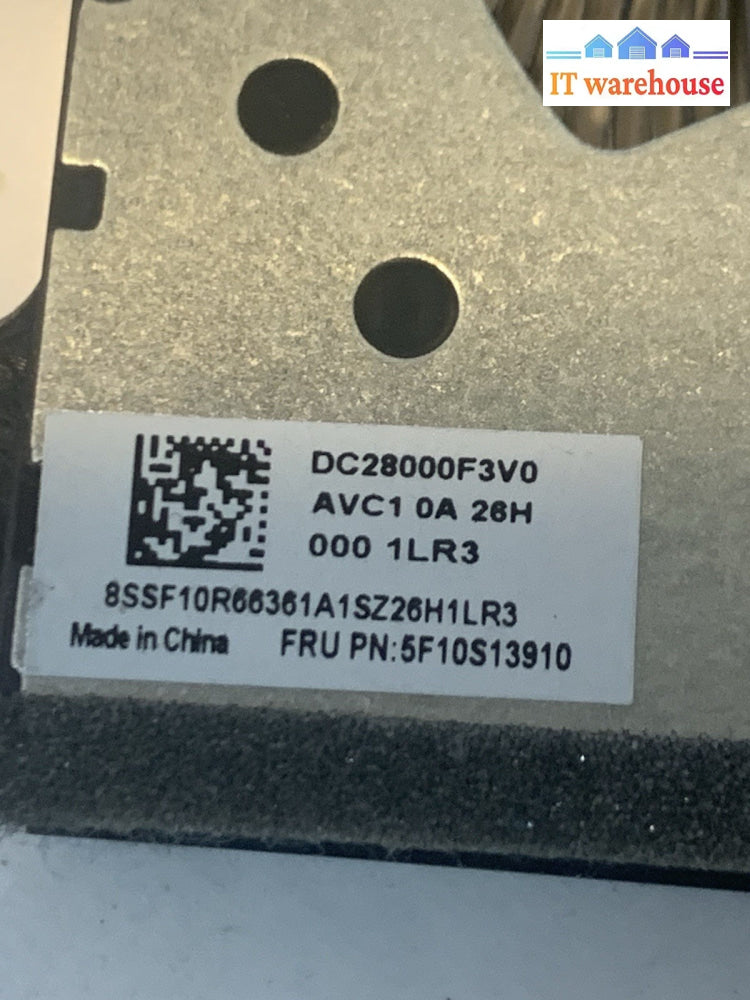 IT warehouse
DC28000F3V0
AVC1 0A 26H
000 1LR3
8SSF10R66361A1SZ26H1LR3
Made in China FRU PN:5F10S13910